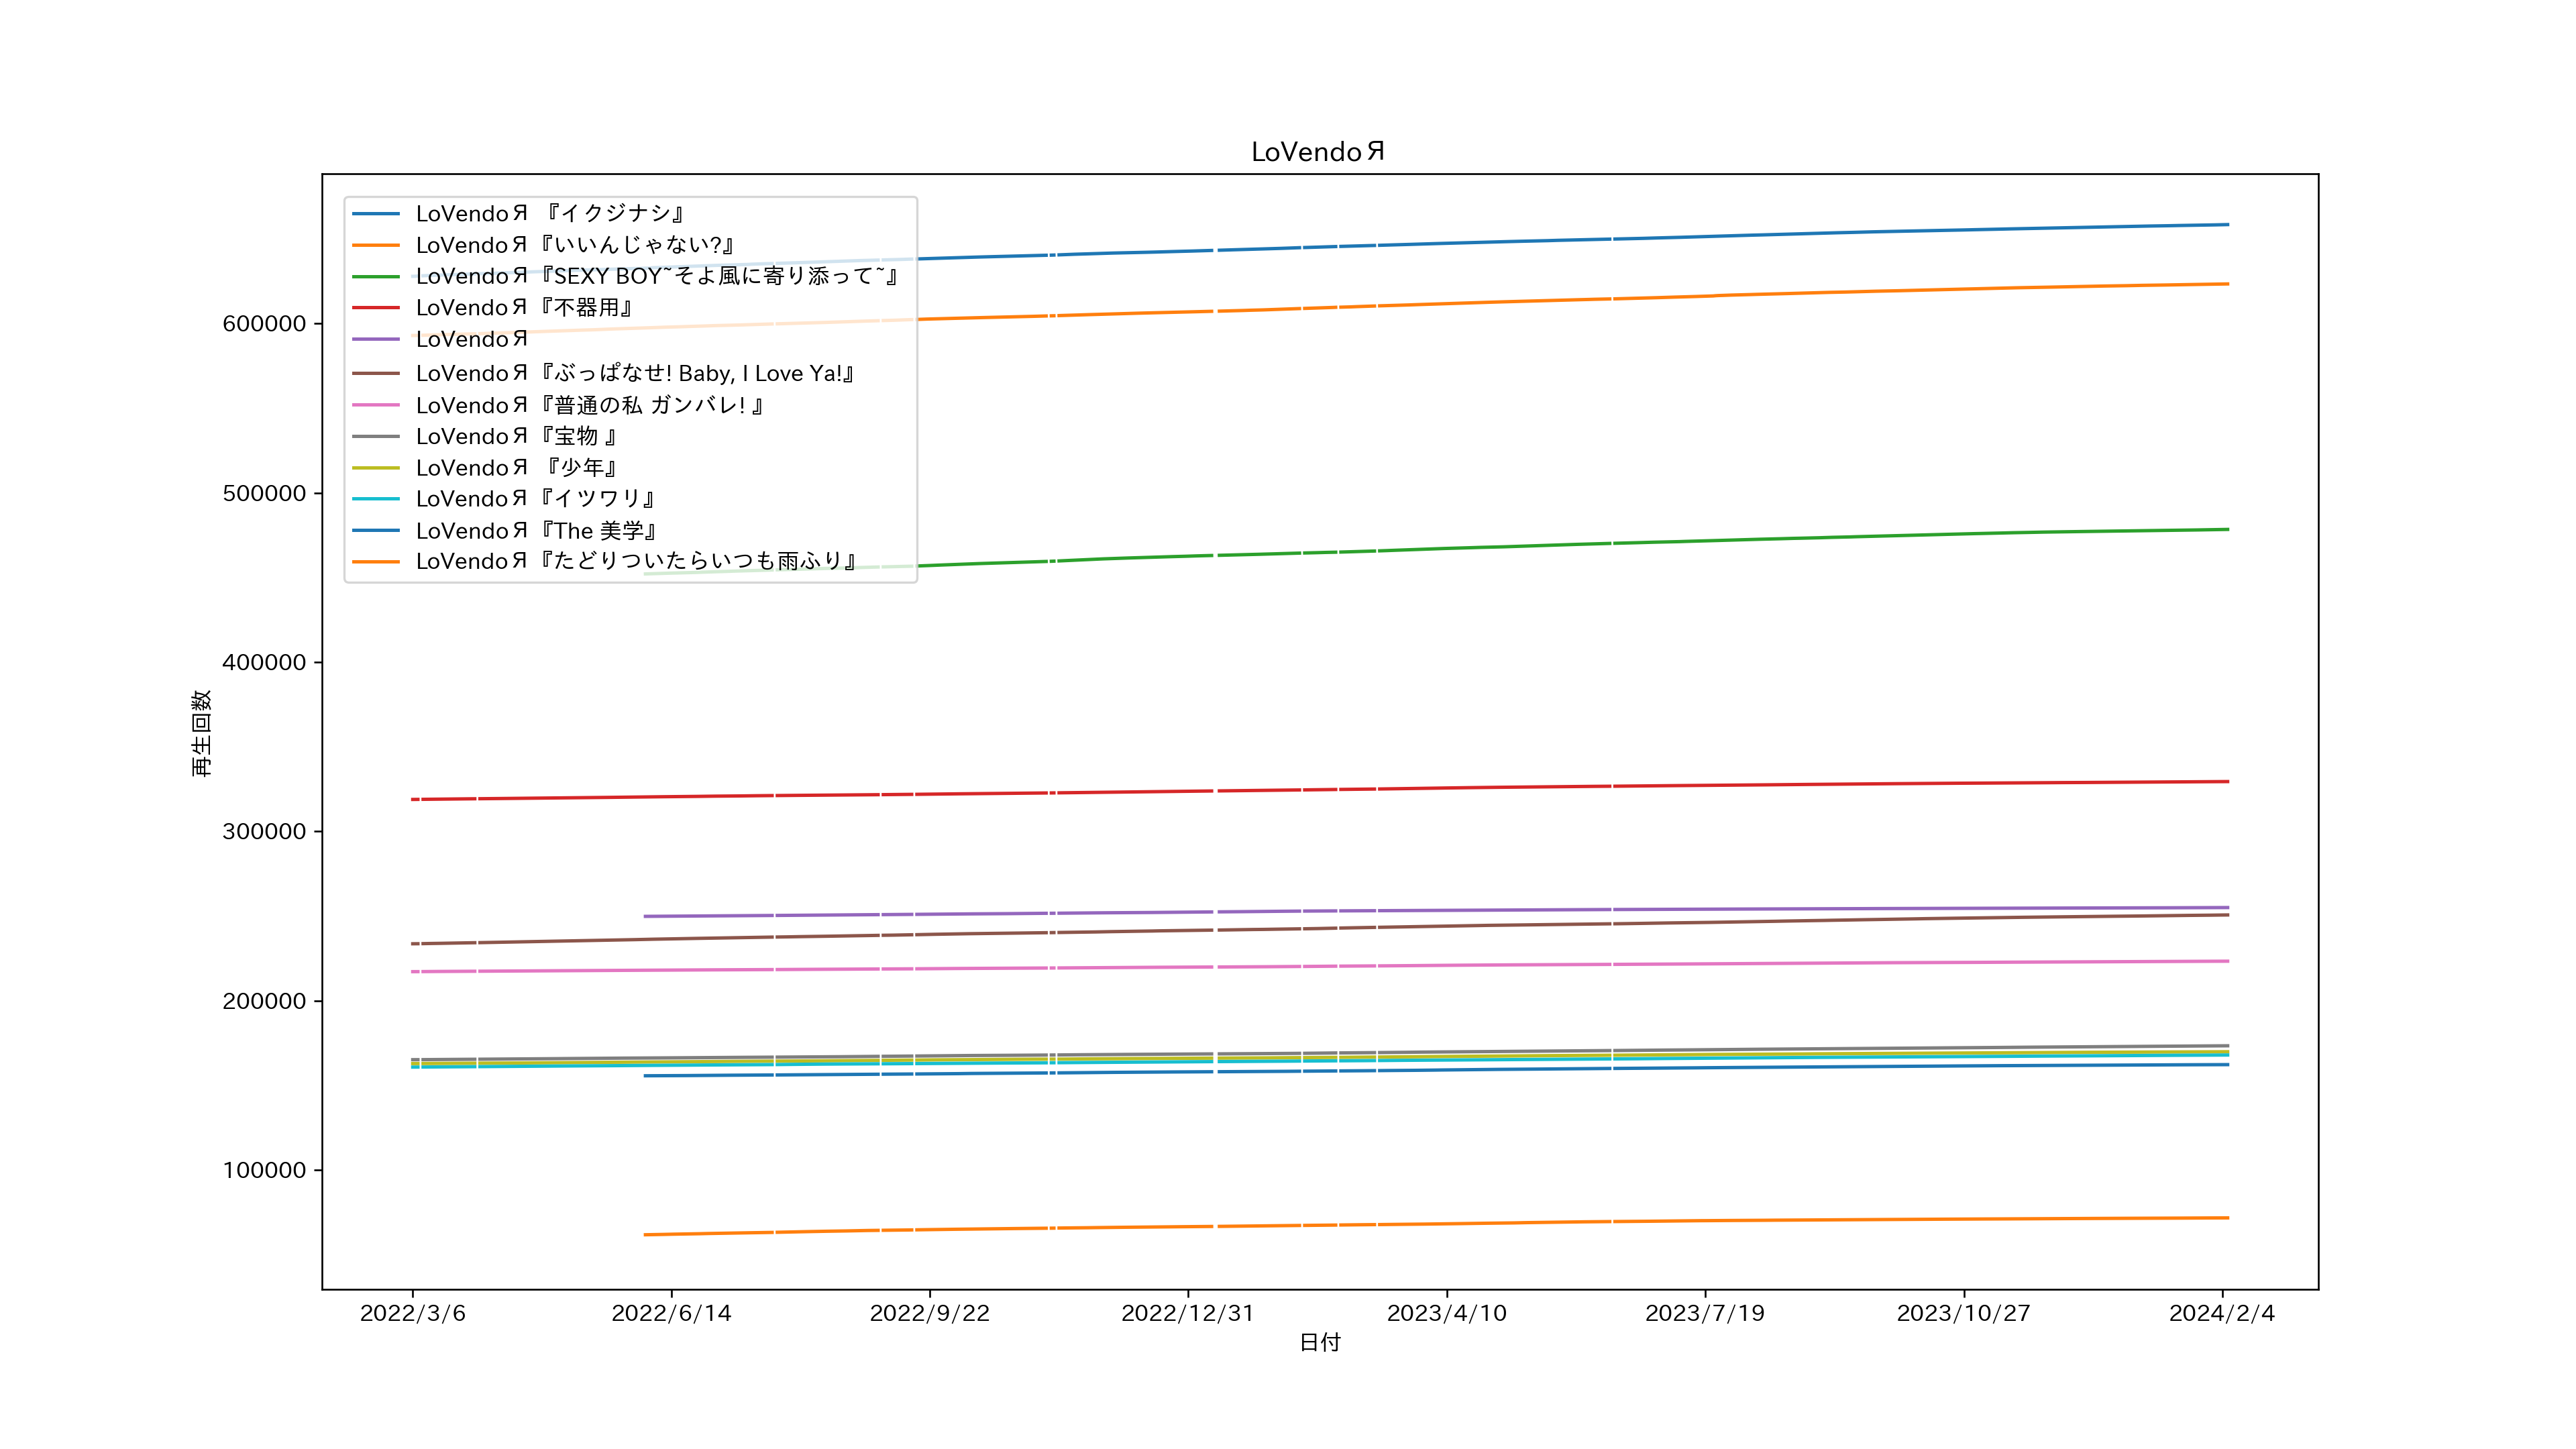 LoVendoЯ
LoVendoЯ 『イクジナシ』
LoVendoЯ『いいんじゃない?』
LoVendoЯ『SEXY BOY~そよ風に寄り添って~』
LoVendoЯ『不器用』
LoVendoЯ
LoVendoЯ『ぶっぱなせ! Baby, I Love Ya!』
LoVendoЯ『普通の私 ガンバレ! 』
LoVendoЯ『宝物 』
LoVendoЯ 『少年』
LoVendoЯ『イツワリ』
LoVendoЯ『The 美学』
LoVendoЯ『たどりついたらいつも雨ふり』
再生回数
600000
500000
400000
300000
200000
100000
2022/3/6 2022/6/14 2022/9/22 2022/12/31 2023/4/10 2023/7/19 2023/10/27 2024/2/4
日付